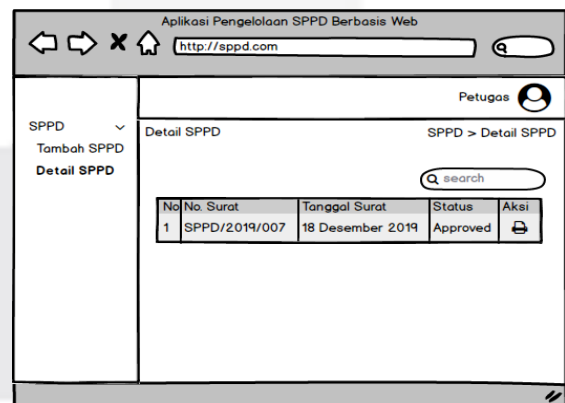 Aplikasi Pengelolaan SPPD Berbasis Web
http://sppd.com
Petugas
SPPD
Tambah SPPD
Detail SPPD
Detail SPPD
SPPD > Detail SPPD
search
No No. Surat Tanggal Surat Status Aksi
1 SPPD/2019/007 18 Desember 2019 Approved